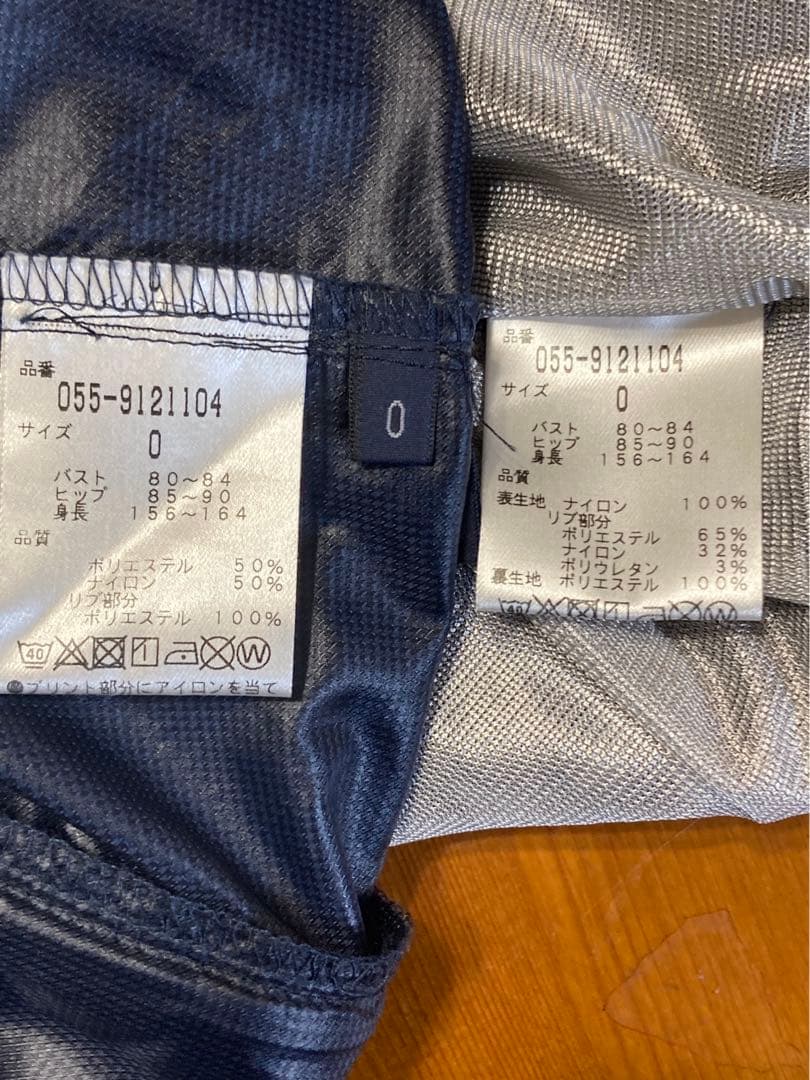 品番
055-9121104
サイズ
0
バスト 80～84
ヒップ 85～90
身長 156～164
品質
ポリエステル 50%
ナイロン 50%
リブ部分
ポリエステル 100%
40
W
プリント部分にアイロンを当て
0
品番
055-9121104
サイズ
0
バスト 80～84
ヒップ 85～90
身長 156～164
品質
表生地 ナイロン 100%
リブ部分
ポリエステル 65%
ナイロン 32%
ポリウレタン 3%
裏生地 ポリエステル 100%
40
W